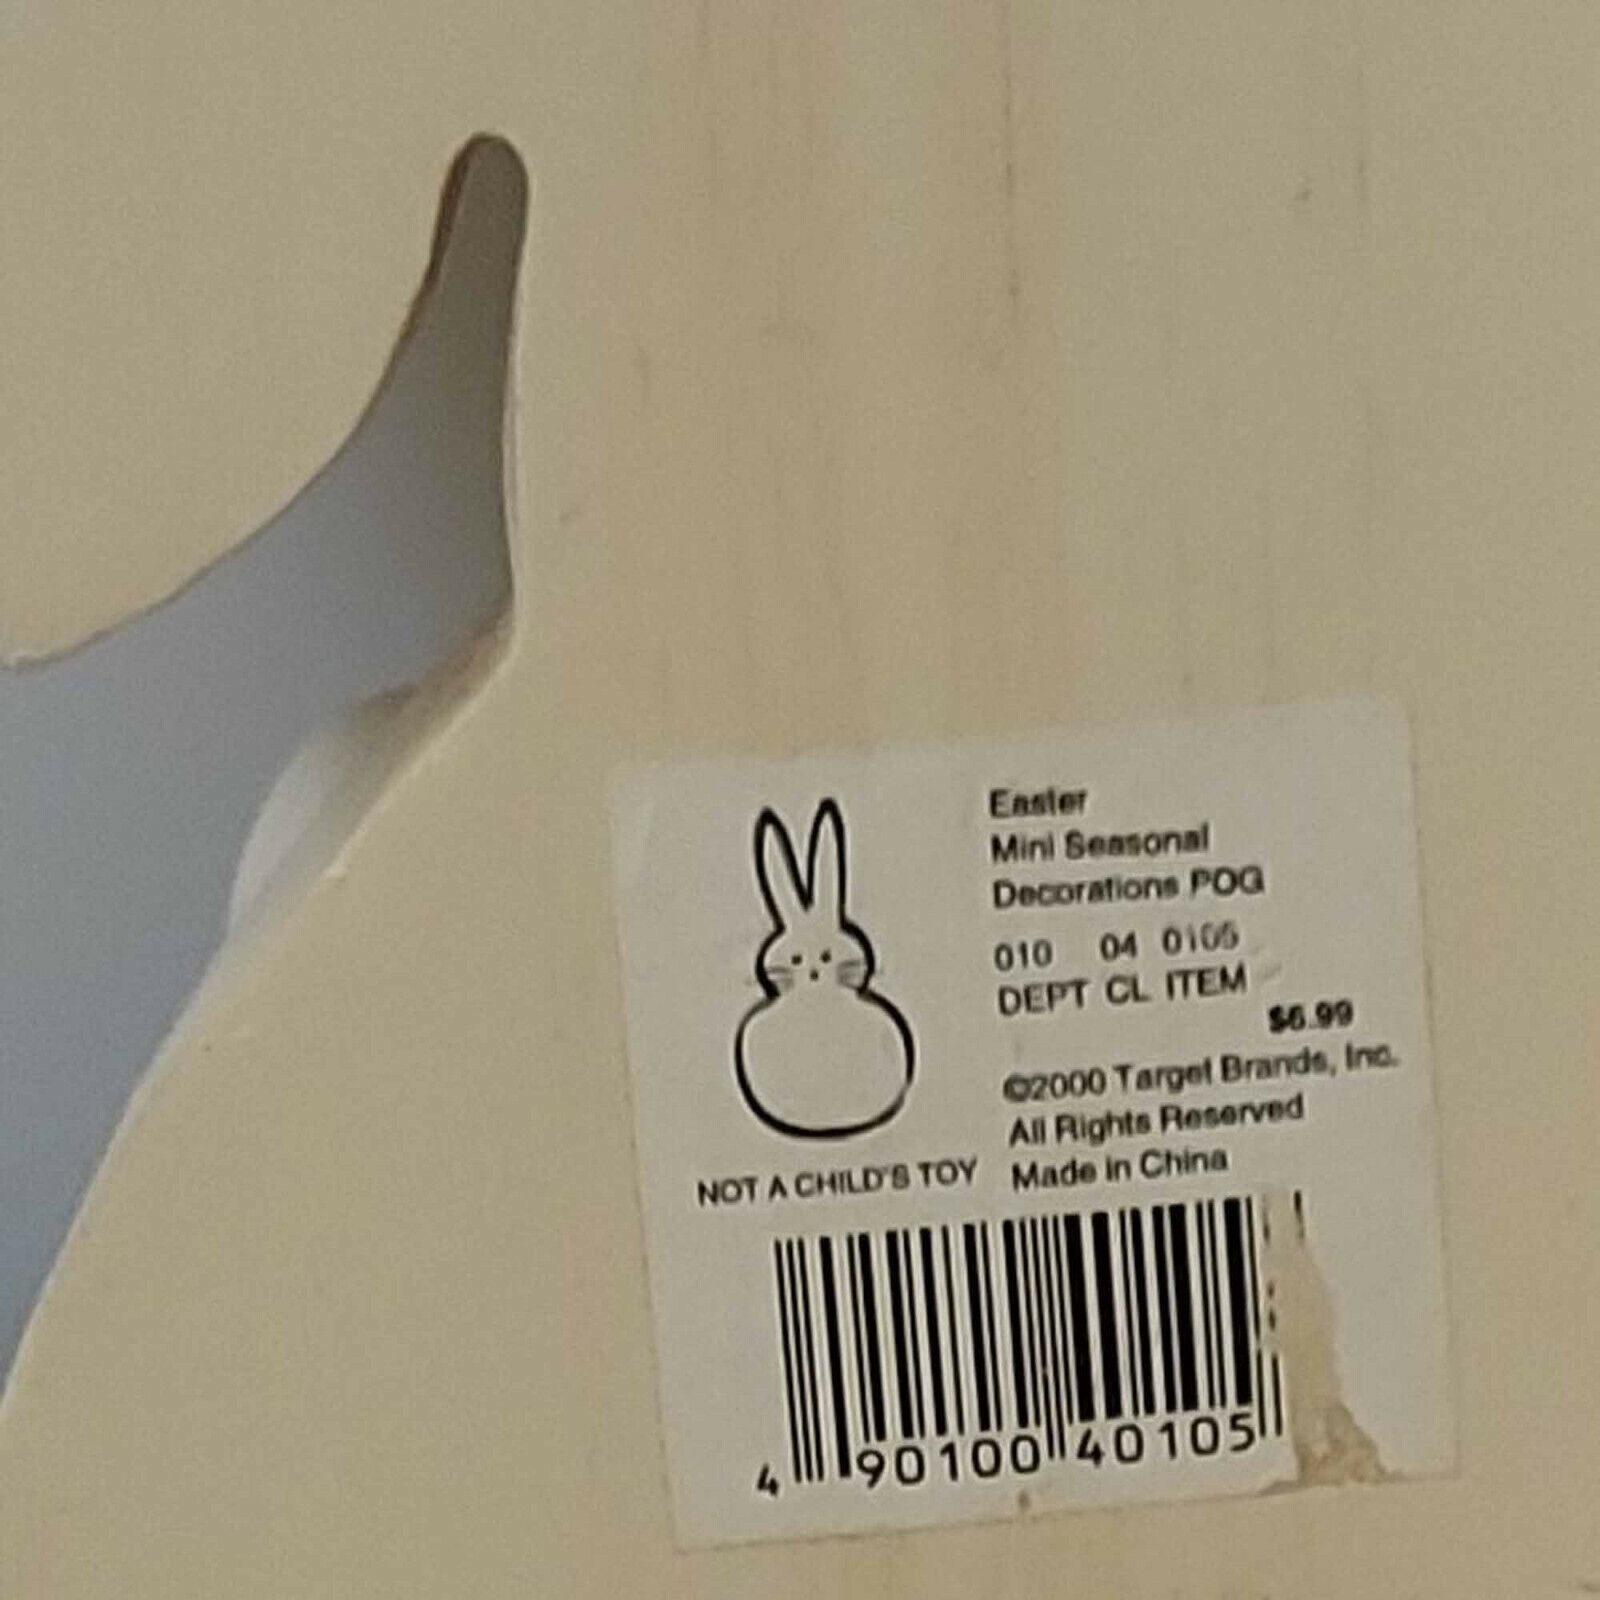 Easter
Mini Seasonal
Decorations POG
010 04 0105
DEPT CL ITEM
$6.99
©2000 Target Brands, Inc.
All Rights Reserved
Made in China
NOT A CHILD'S TOY
4 90100 40105